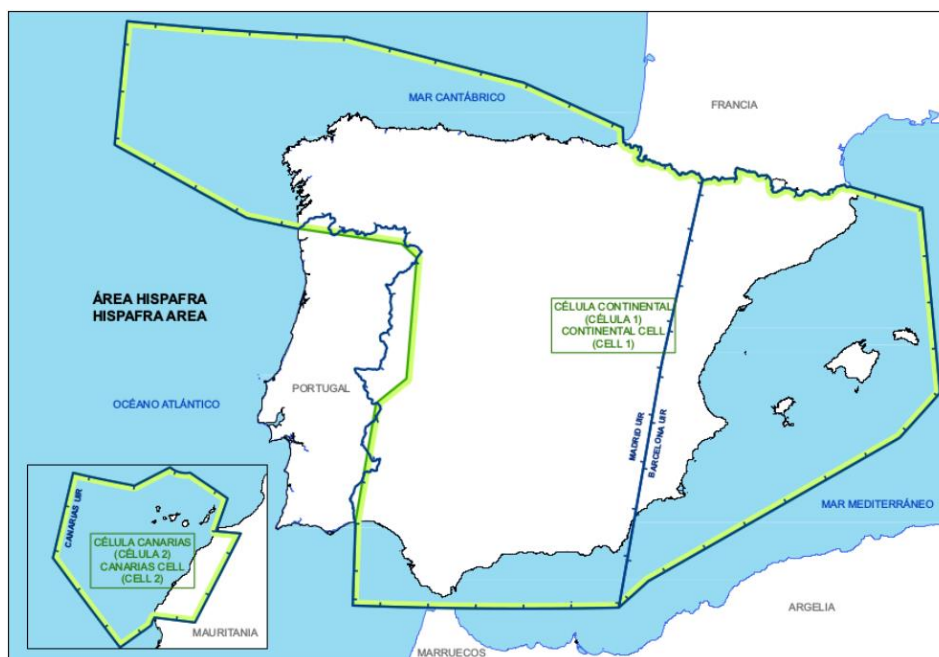 MAR CANTÁBRICO
FRANCIA
ÁREA HISPAFRA
HISPAFRA AREA
CÉLULA CONTINENTAL
(CÉLULA 1)
CONTINENTAL CELL
(CELL 1)
PORTUGAL
OCÉANO ATLÁNTICO
MADRID UIR
BARCELONA UIR
MAR MEDITERRÁNEO
CANARIAS UIR
CÉLULA CANARIAS
(CÉLULA 2)
CANARIAS CELL
(CELL 2)
MAURITANIA
ARGELIA
MARRUECOS